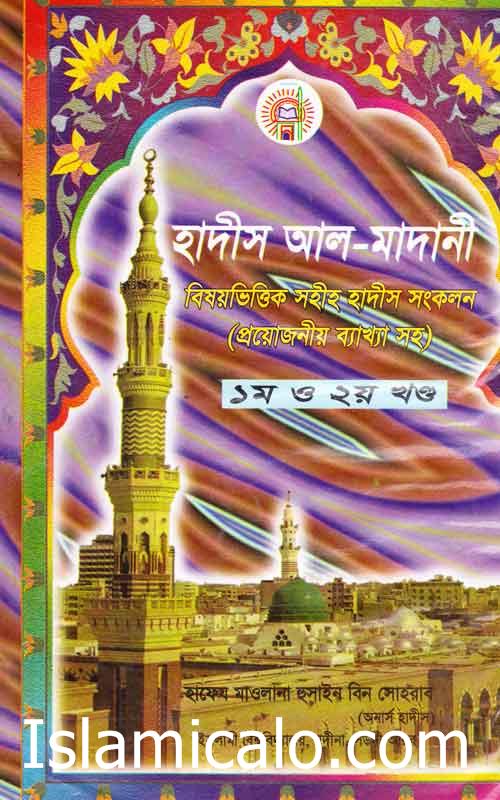 হাদীস আল-মাদানী
বিষয়ভিত্তিক সহীহ হাদীস সংকলন
(প্রয়োজনীয় ব্যাখ্যা সহ)
১ম ও ২য় খণ্ড
হাফেয মাওলানা হুসাইন বিন সোহরাব
(অনার্স হাদীস)
Islamicalo.com